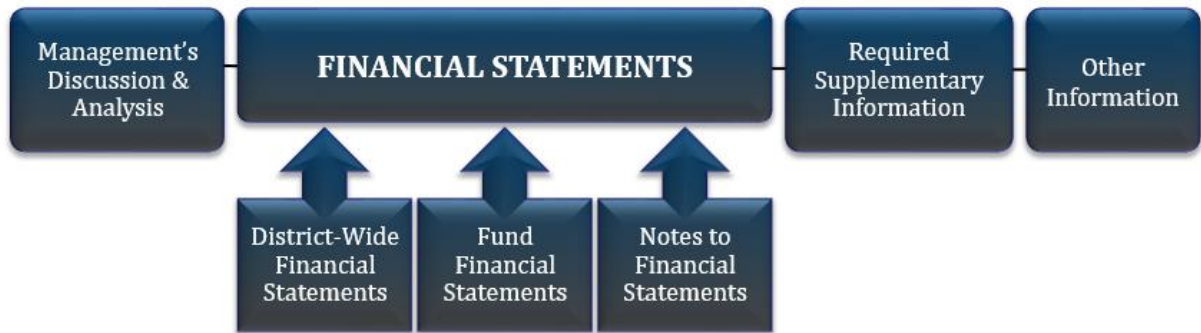 Management’s
Discussion &
Analysis
FINANCIAL STATEMENTS
Required
Supplementary
Information
Other
Information
District-Wide
Financial
Statements
Fund
Financial
Statements
Notes to
Financial
Statements